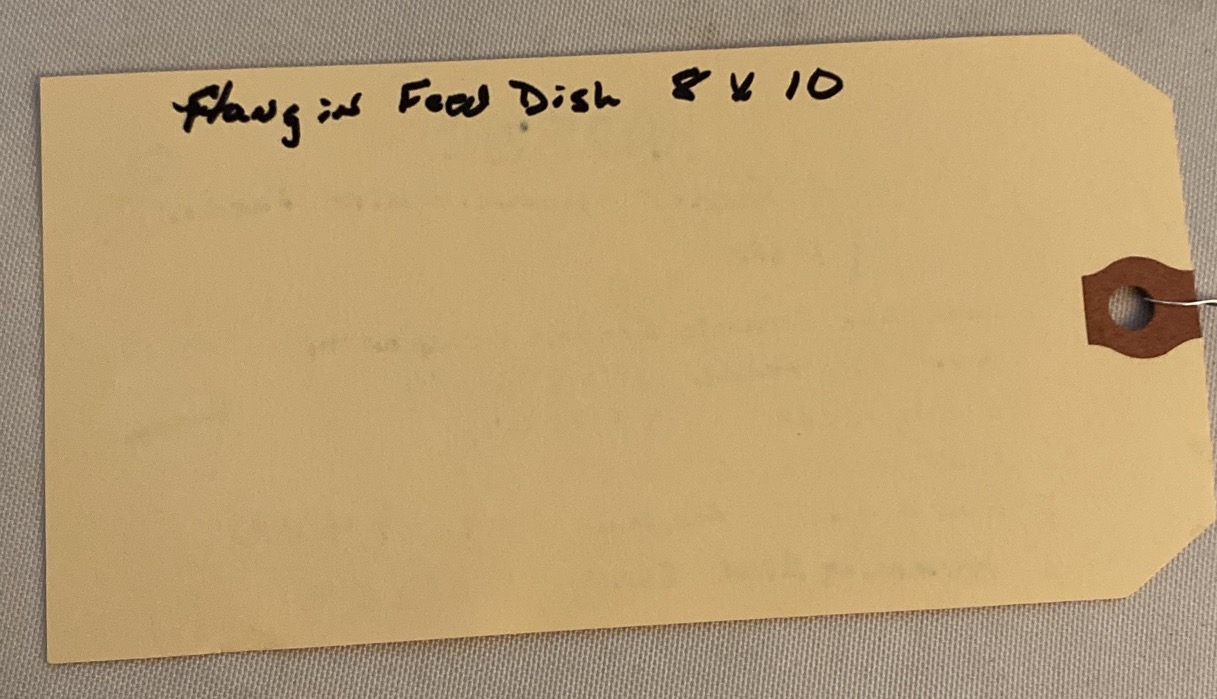 Hang in Feed Dish 8 x 10